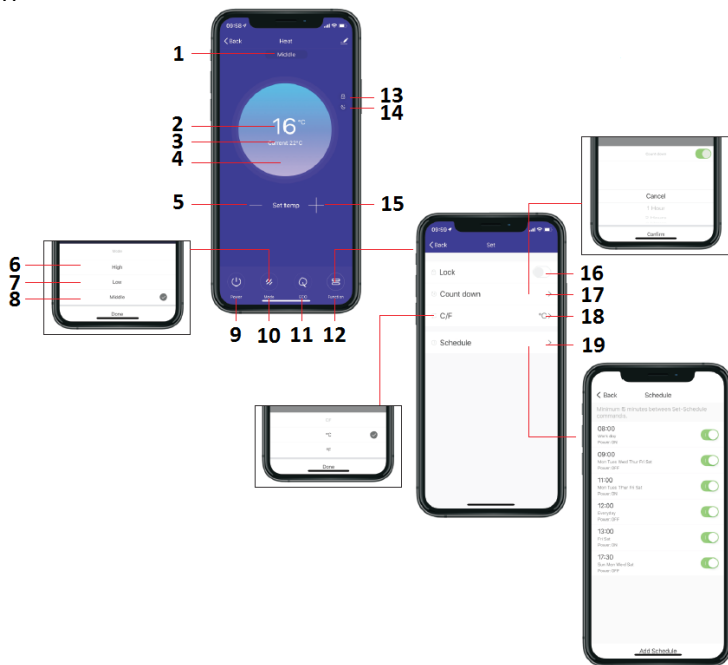 09:59
Back
Heat
Middle
1
2
3
4
5
16 °C
Current 22°C
Set temp
13
14
15
High
Low
Middle
Done
6
7
8
Power
Mode
ECO
Function
9
10
11
12
09:59
Back
Set
Lock
Count down
C/F
°C
Schedule
16
17
18
19
Count down
Cancel
1 Hours
Confirm
°C
°F
Done
Back
Schedule
Minimum 15 minutes between Set-Schedule commands.
08:00
Power: ON
09:00
Mon Tues Wed Thur Fri Sat
Power: OFF
11:00
Mon Tues Thur Fri Sat
Power: ON
12:00
Everyday
Power: OFF
13:00
Fri Sat
Power: ON
17:30
Sun Mon Wed Sat
Power: OFF
Add Schedule